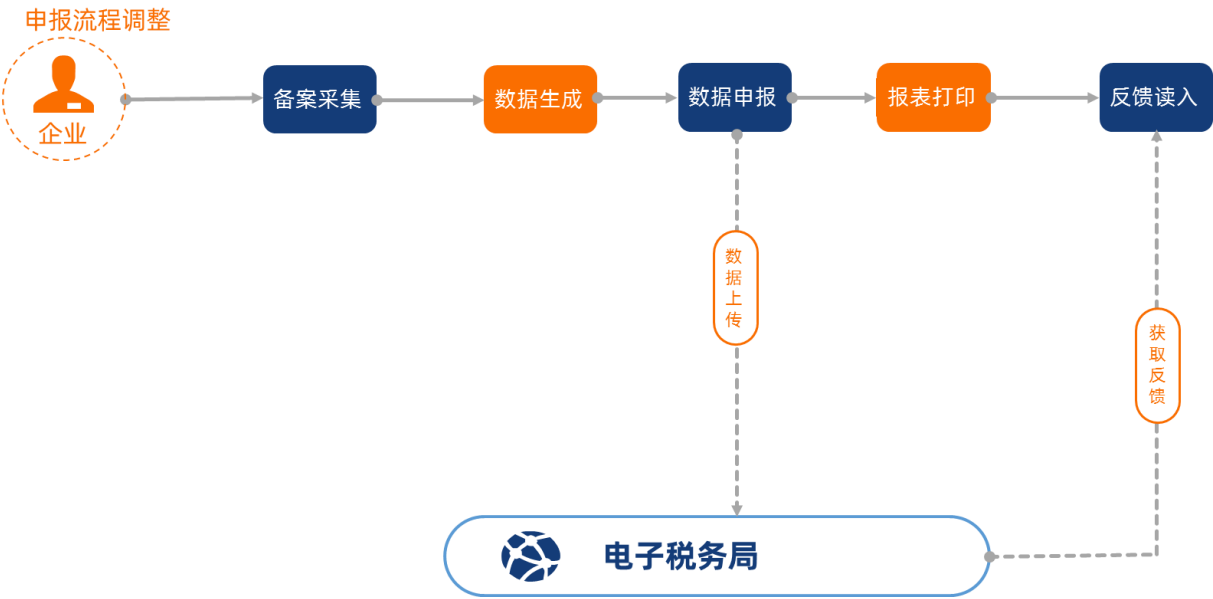 申报流程调整
企业
备案采集
数据生成
数据申报
报表打印
反馈读入
数据上传
获取反馈
电子税务局